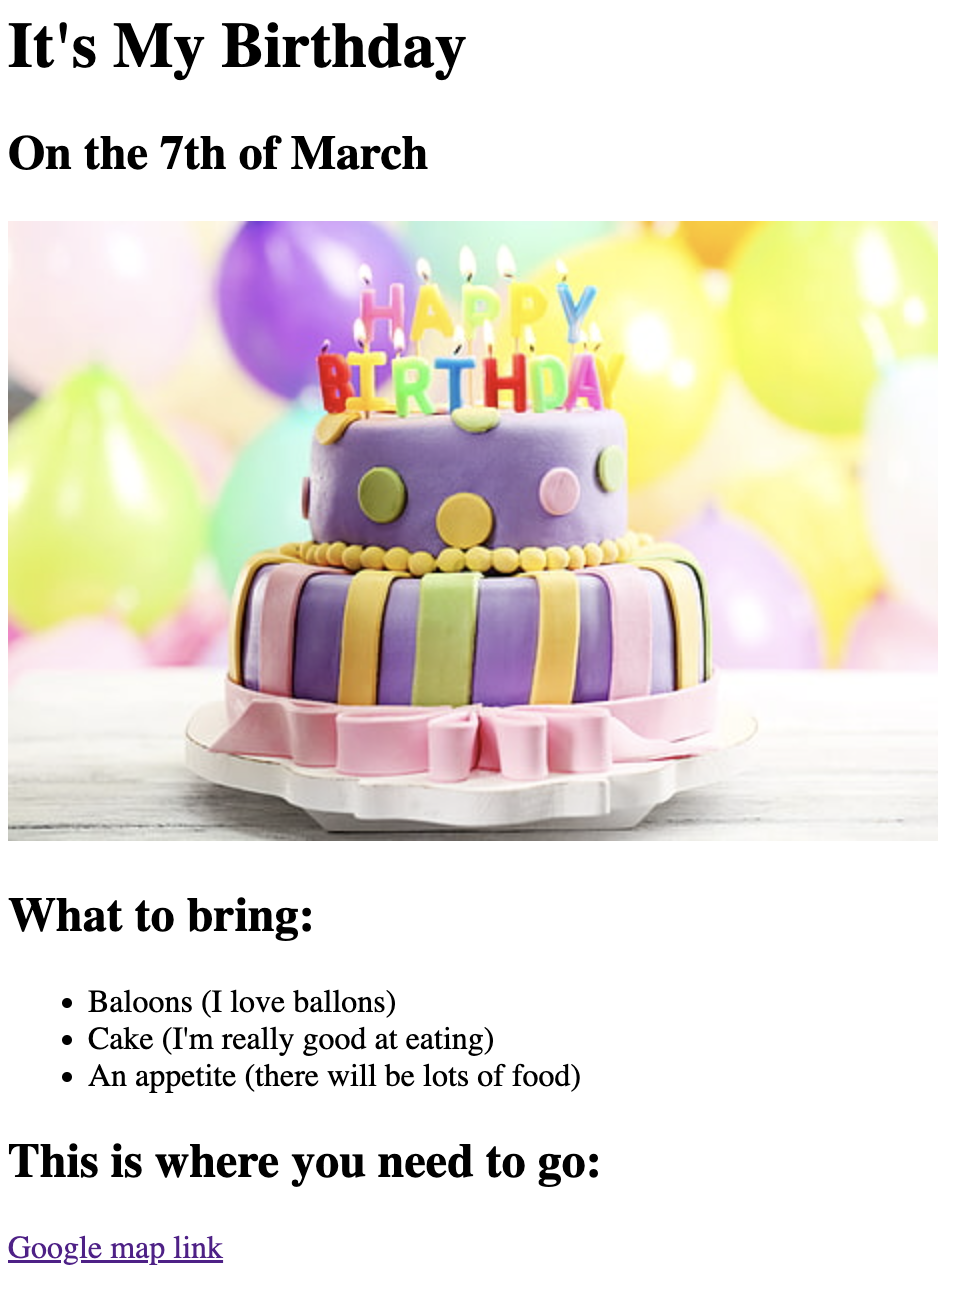 It's My Birthday
On the 7th of March
HAPPY
BIRTHDAY
What to bring:
Baloons (I love ballons)
Cake (I'm really good at eating)
An appetite (there will be lots of food)
This is where you need to go:
Google map link